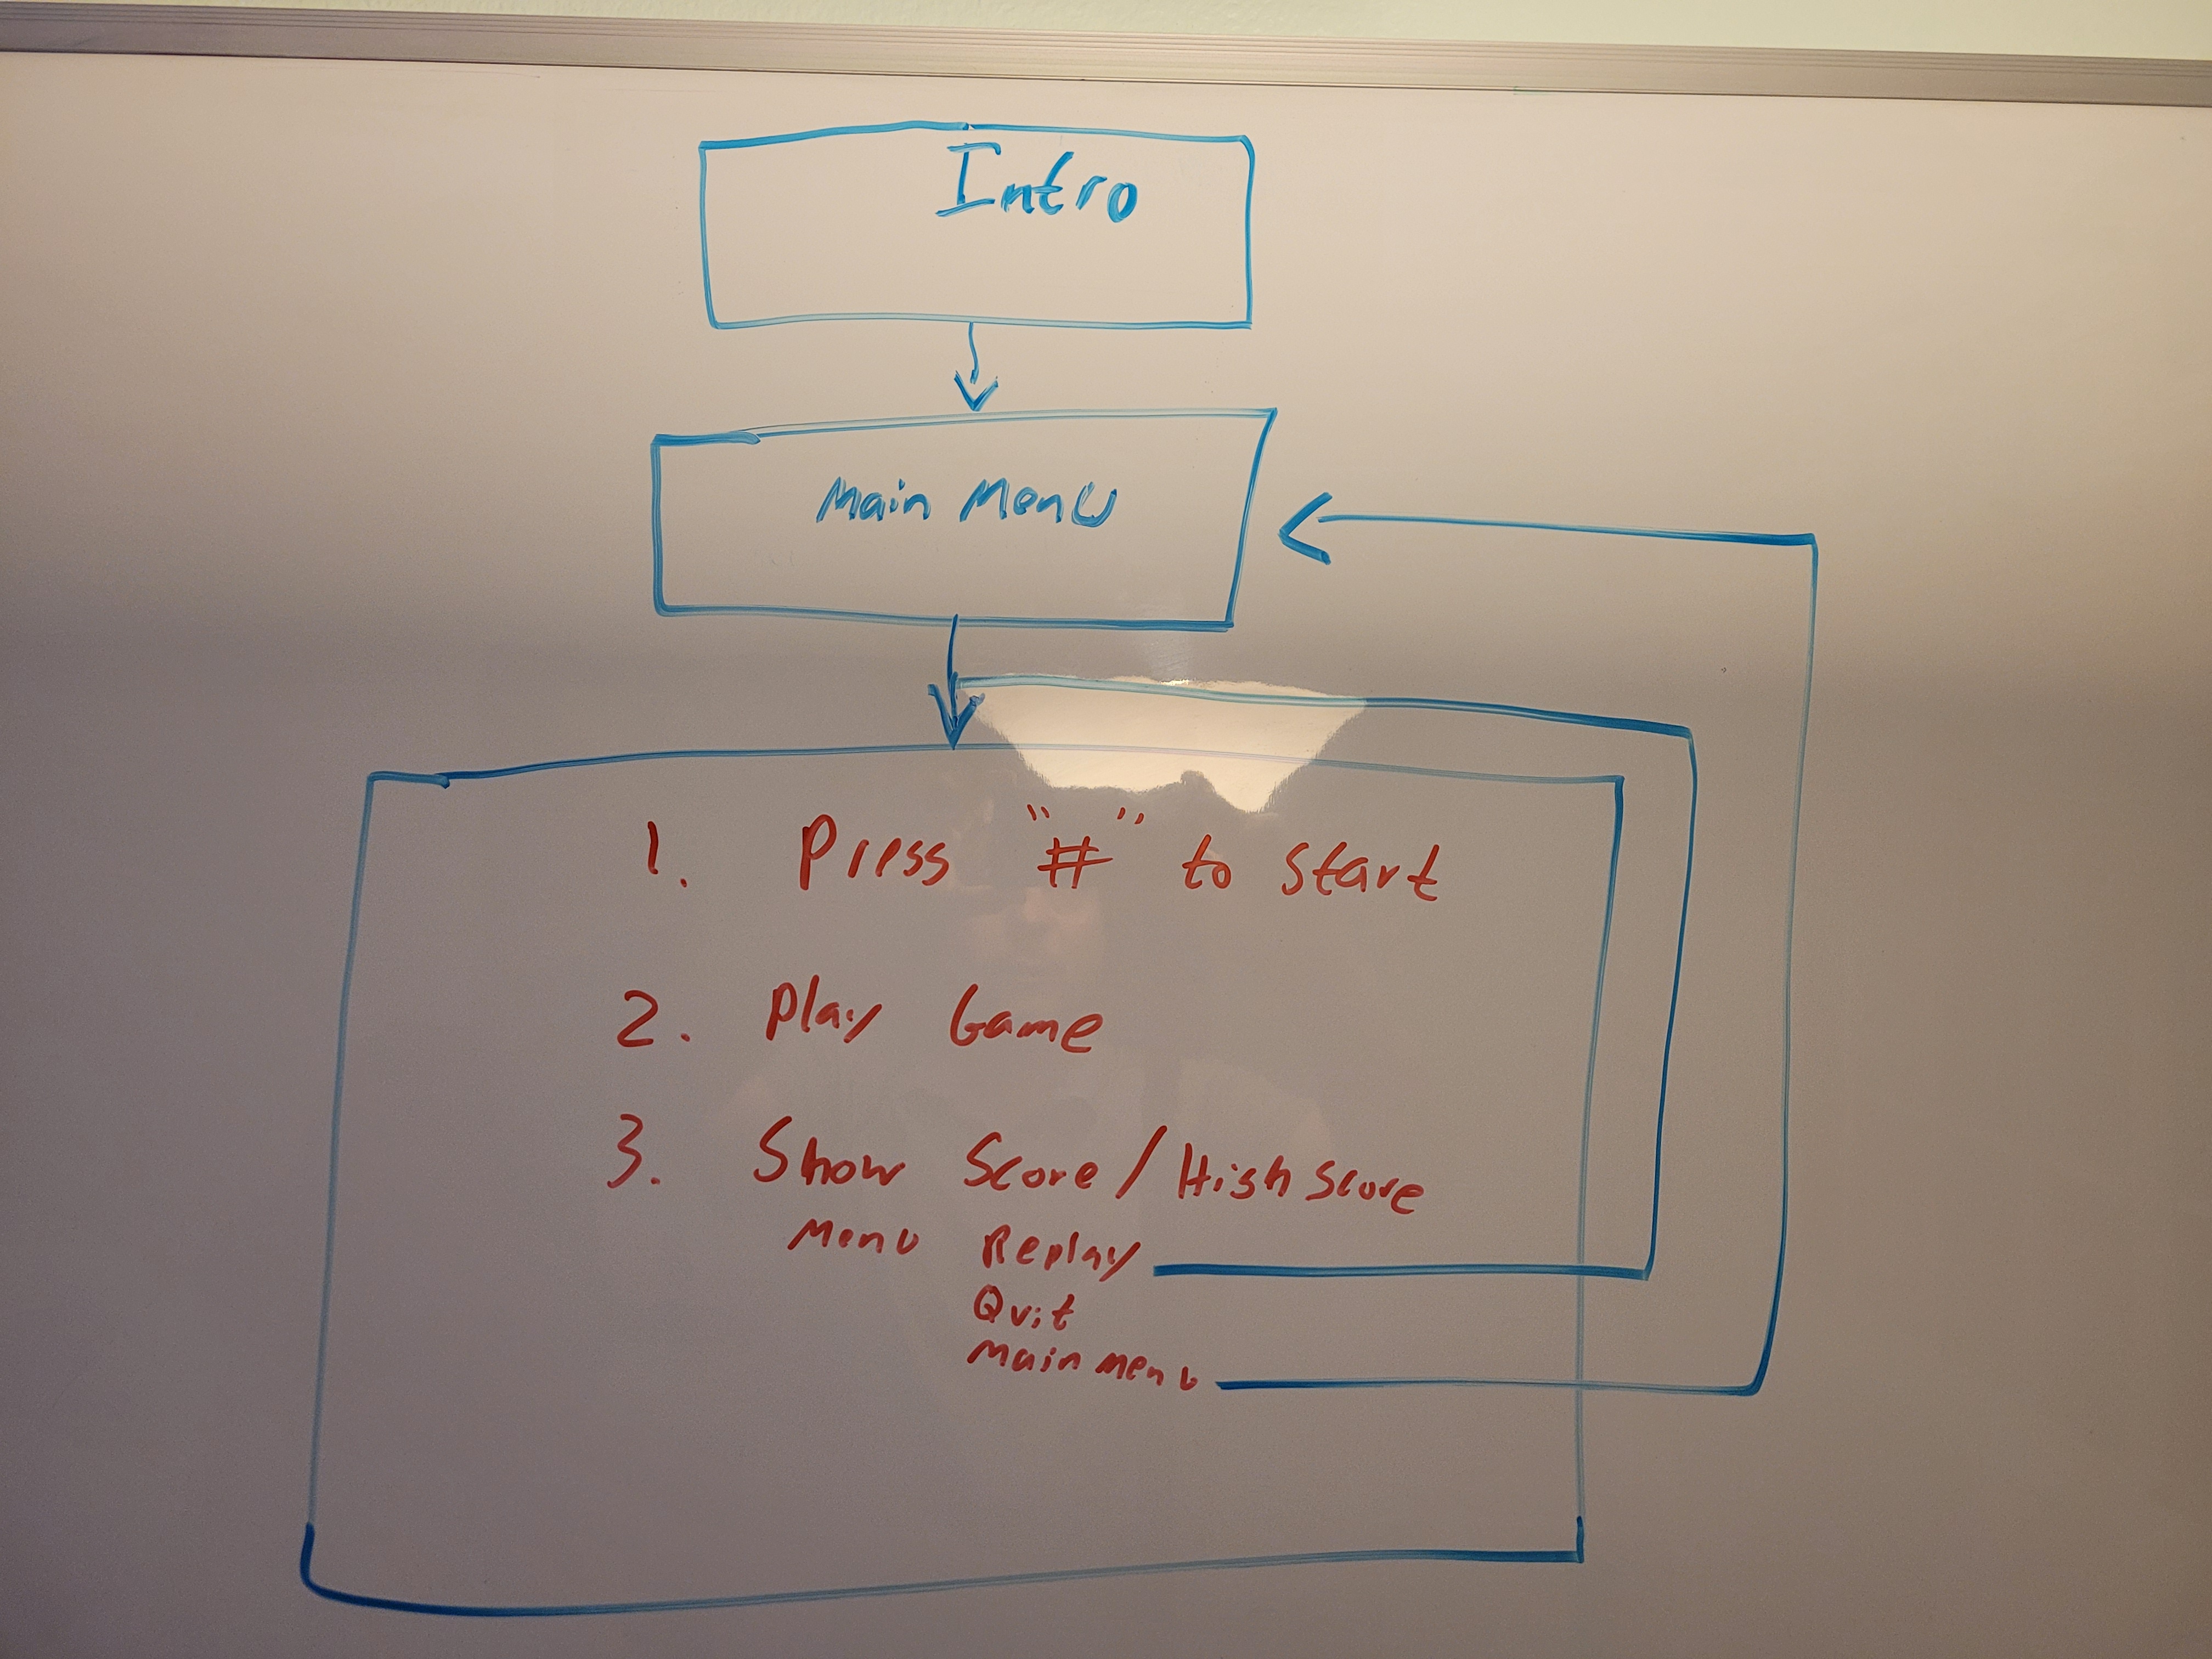 Intro
Main Menu
1. Press "#" to start
2. Play Game
3. Show Score / High Score
Menu Replay
Quit
Main Menu